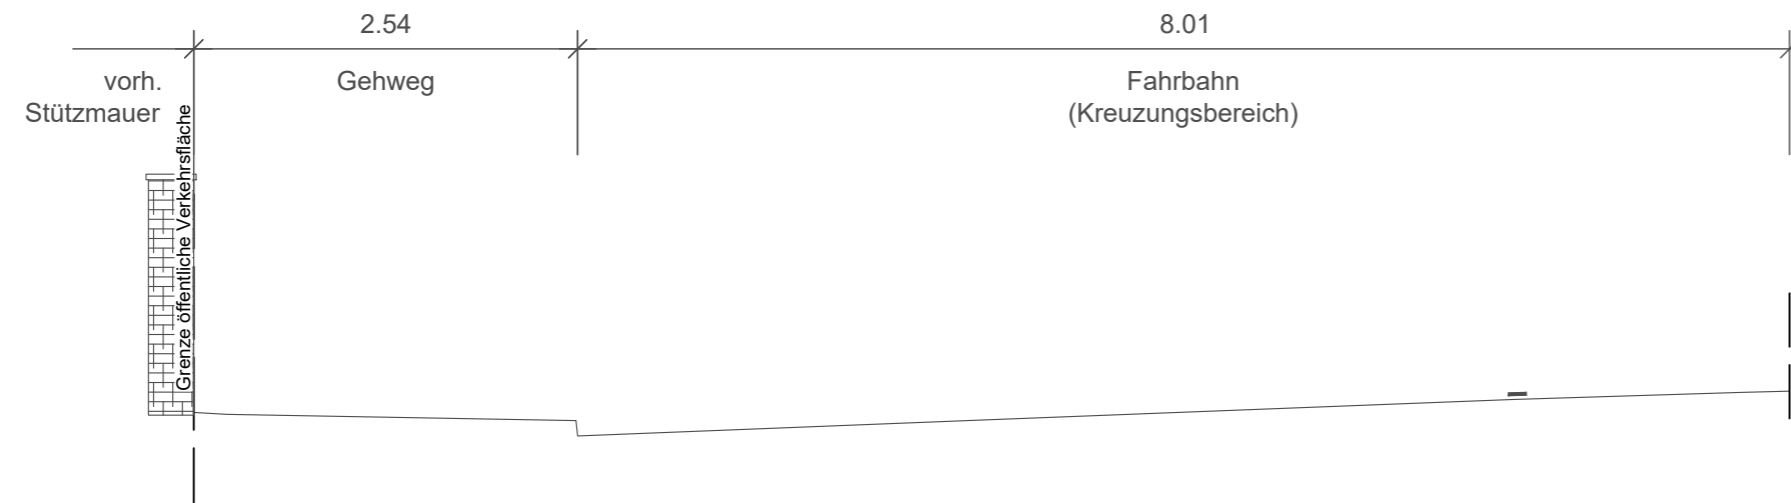 2.54
8.01
vorh.
Stützmauer
Gehweg
Fahrbahn
(Kreuzungsbereich)
Grenze öffentliche Verkehrsfläche